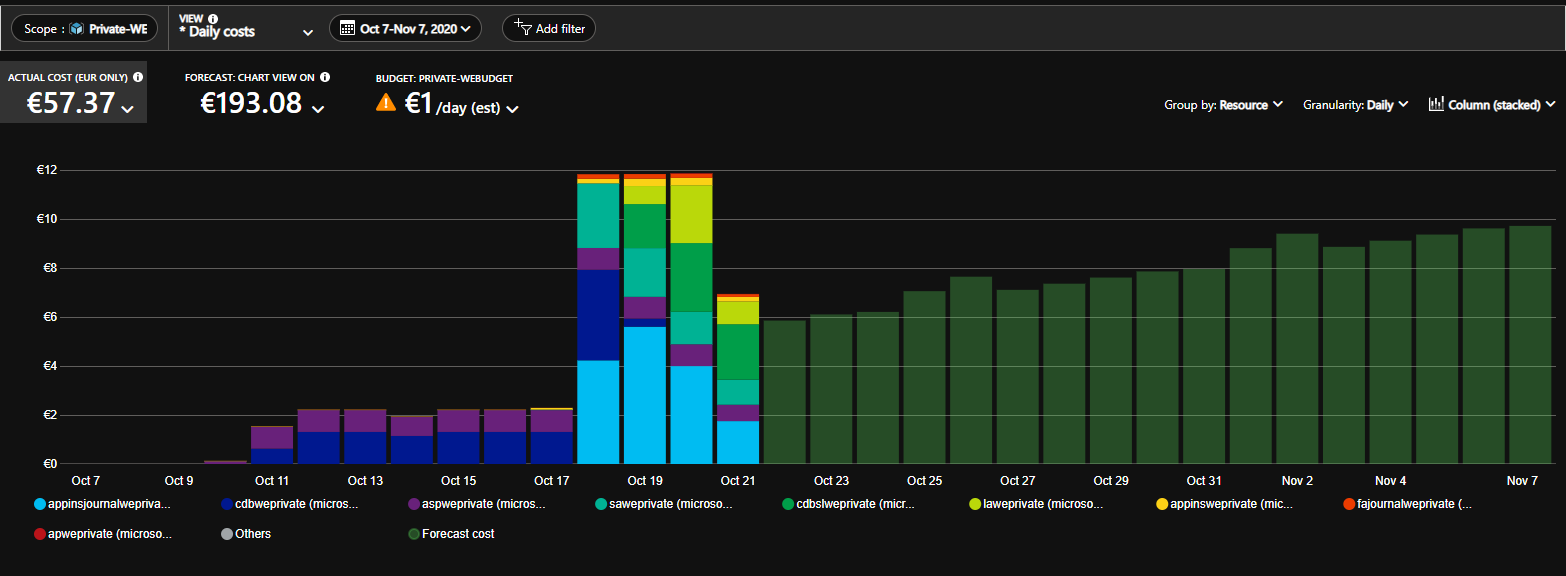 Scope : Private-WE
VIEW
* Daily costs
Oct 7-Nov 7, 2020
Add filter
ACTUAL COST (EUR ONLY)
€57.37
FORECAST: CHART VIEW ON
€193.08
BUDGET: PRIVATE-WEBUDGET
€1 /day (est)
Group by: Resource
Granularity: Daily
Column (stacked)
€12
€10
€8
€6
€4
€2
€0
Oct 7 Oct 9 Oct 11 Oct 13 Oct 15 Oct 17 Oct 19 Oct 21 Oct 23 Oct 25 Oct 27 Oct 29 Oct 31 Nov 2 Nov 4 Nov 7
appinsjournalwepriva... cdbweprivate (micros... aspweprivate (micros... saweprivate (microso... cdbslweprivate (micr... laweprivate (microso... appinsweprivate (mic... fajournalweprivate (...
apweprivate (microso... Others Forecast cost